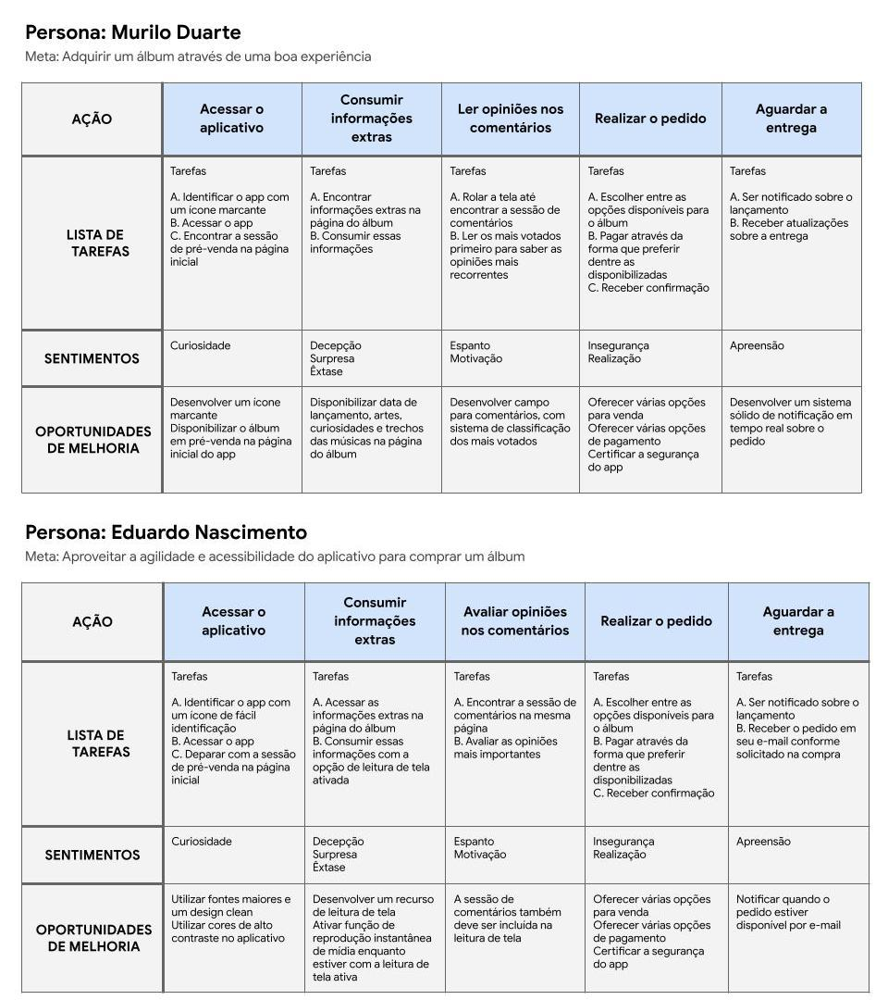 Persona: Murilo Duarte
Meta: Adquirir um álbum através de uma boa experiência
AÇÃO
Acessar o
aplicativo
Consumir
informações
extras
Ler opiniões nos
comentários
Realizar o pedido
Aguardar a
entrega
LISTA DE
TAREFAS
Tarefas
A. Identificar o app com
um ícone marcante
B. Acessar o app
C. Encontrar a sessão
de pré-venda na página
inicial
Tarefas
A. Encontrar
informações extras na
página do álbum
B. Consumir essas
informações
Tarefas
A. Rolar a tela até
encontrar a sessão de
comentários
B. Ler os mais votados
primeiro para saber as
opiniões mais
recorrentes
Tarefas
A. Escolher entre as
opções disponíveis para
o álbum
B. Pagar através da
forma que preferir
dentre as
disponibilizadas
C. Receber confirmação
Tarefas
A. Ser notificado sobre o
lançamento
B. Receber atualizações
sobre a entrega
SENTIMENTOS
Curiosidade
Decepção
Surpresa
Êxtase
Espanto
Motivação
Insegurança
Realização
Apreensão
OPORTUNIDADES
DE MELHORIA
Desenvolver um ícone
marcante
Disponibilizar o álbum
em pré-venda na página
inicial do app
Disponibilizar data de
lançamento, artes,
curiosidades e trechos
das músicas na página
do álbum
Desenvolver campo
para comentários, com
sistema de classificação
dos mais votados
Oferecer várias opções
para venda
Oferecer várias opções
de pagamento
Certificar a segurança
do app
Desenvolver um sistema
sólido de notificação em
tempo real sobre o
pedido
Persona: Eduardo Nascimento
Meta: Aproveitar a agilidade e acessibilidade do aplicativo para comprar um álbum
AÇÃO
Acessar o
aplicativo
Consumir
informações
extras
Avaliar opiniões
nos comentários
Realizar o pedido
Aguardar a
entrega
LISTA DE
TAREFAS
Tarefas
A. Identificar o app com
um ícone de fácil
identificação
B. Acessar o app
C. Deparar com a sessão
de pré-venda na página
inicial
Tarefas
A. Acessar as
informações extras na
página do álbum
B. Consumir essas
informações com a
opção de leitura de tela
ativada
Tarefas
A. Encontrar a sessão de
comentários na mesma
página
B. Avaliar as opiniões
mais importantes
Tarefas
A. Escolher entre as
opções disponíveis para
o álbum
B. Pagar através da
forma que preferir
dentre as
disponibilizadas
C. Receber confirmação
Tarefas
A. Ser notificado sobre o
lançamento
B. Receber o pedido em
seu e-mail conforme
solicitado na compra
SENTIMENTOS
Curiosidade
Decepção
Surpresa
Êxtase
Espanto
Motivação
Insegurança
Realização
Apreensão
OPORTUNIDADES
DE MELHORIA
Utilizar fontes maiores e
um design clean
Utilizar cores de alto
contraste no aplicativo
Desenvolver um recurso
de leitura de tela
Ativar função de
reprodução instantânea
de mídia enquanto
estiver com a leitura de
tela ativa
A sessão de
comentários também
deve ser incluída na
leitura de tela
Oferecer várias opções
para venda
Oferecer várias opções
de pagamento
Certificar a segurança
do app
Notificar quando o
pedido estiver
disponível por e-mail